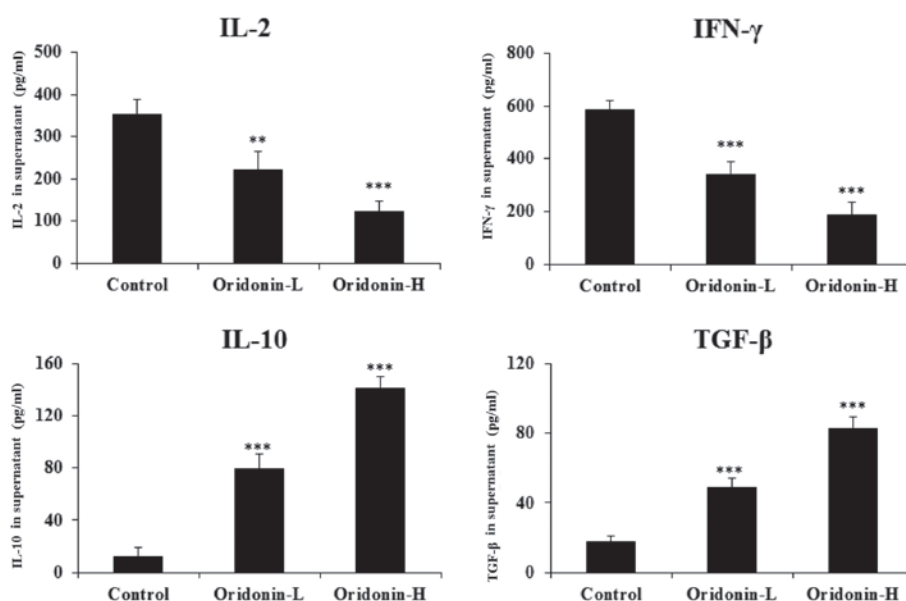 IL-2
IL-2 in supernatant (pg/ml)
500
400
300
200
100
0
**
***
Control Oridonin-L Oridonin-H
IFN-γ
IFN-γ in supernatant (pg/ml)
800
600
400
200
0
***
***
Control Oridonin-L Oridonin-H
IL-10
IL-10 in supernatant (pg/ml)
160
120
80
40
0
***
***
Control Oridonin-L Oridonin-H
TGF-β
TGF-β in supernatant (pg/ml)
120
80
40
0
***
***
Control Oridonin-L Oridonin-H